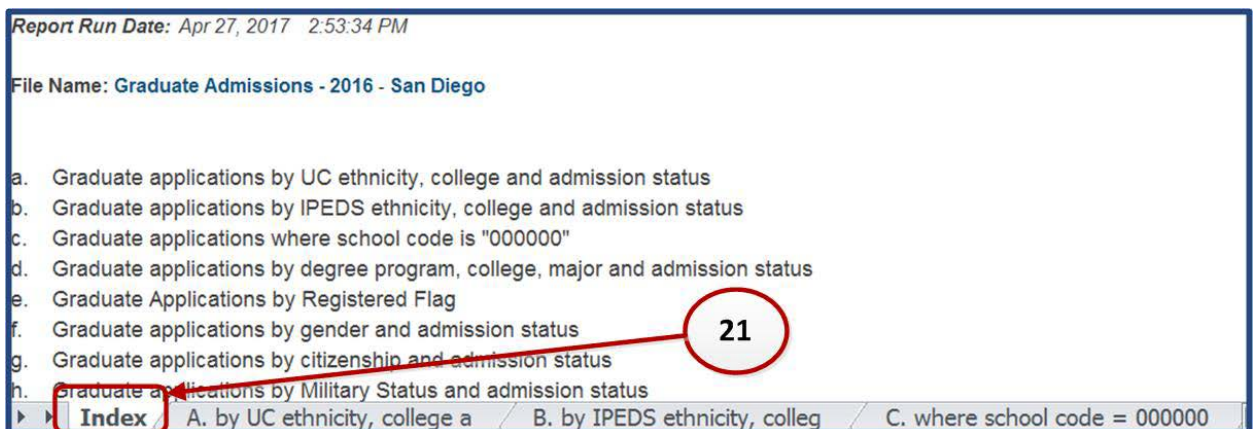 Report Run Date: Apr 27, 2017 2:53:34 PM
File Name: Graduate Admissions - 2016 - San Diego
a. Graduate applications by UC ethnicity, college and admission status
b. Graduate applications by IPEDS ethnicity, college and admission status
c. Graduate applications where school code is "000000"
d. Graduate applications by degree program, college, major and admission status
e. Graduate Applications by Registered Flag
f. Graduate applications by gender and admission status
21
g. Graduate applications by citizenship and admission status
h. Graduate applications by Military Status and admission status
Index A. by UC ethnicity, college a B. by IPEDS ethnicity, colleg C. where school code = 000000